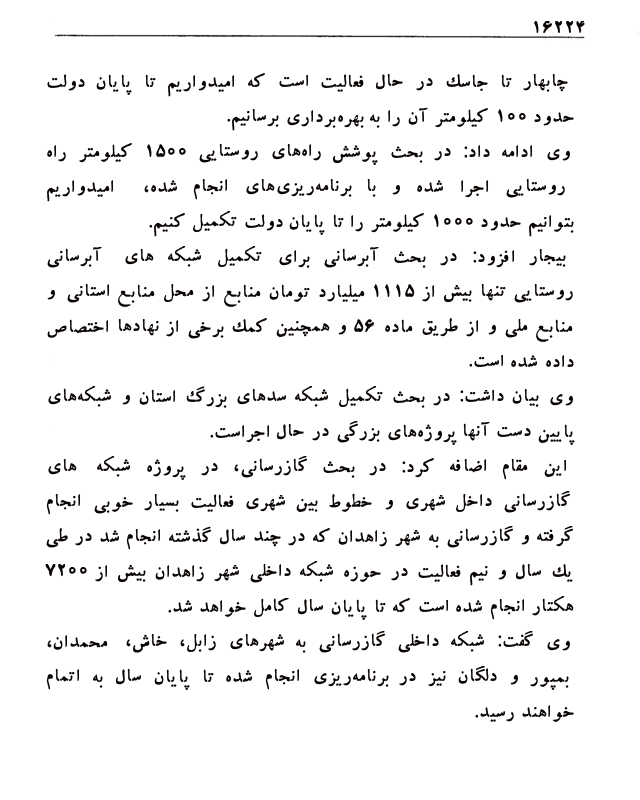 ۱۶۲۲۴
چابهار تا جاسك در حال فعالیت است که امیدواریم تا پایان دولت
حدود ۱۰۰ کیلومتر آن را به بهره‌برداری برسانیم.
وی ادامه داد: در بحث پوشش راه‌های روستایی ۱۵۰۰ کیلومتر راه
روستایی اجرا شده و با برنامه‌ریزی‌های انجام شده، امیدواریم
بتوانیم حدود ۱۰۰۰ کیلومتر را تا پایان دولت تکمیل کنیم.
بیجار افزود: در بحث آبرسانی برای تکمیل شبکه های آبرسانی
روستایی تنها بیش از ۱۱۱۵ میلیارد تومان منابع از محل منابع استانی و
منابع ملی و از طریق ماده ۵۶ و همچنین کمك برخی از نهادها اختصاص
داده شده است.
وی بیان داشت: در بحث تکمیل شبکه سدهای بزرگ استان و شبکه‌های
پایین دست آنها پروژه‌های بزرگی در حال اجراست.
این مقام اضافه کرد: در بحث گازرسانی، در پروژه شبکه های
گازرسانی داخل شهری و خطوط بین شهری فعالیت بسیار خوبی انجام
گرفته و گازرسانی به شهر زاهدان که در چند سال گذشته انجام شد در طی
یك سال و نیم فعالیت در حوزه شبکه داخلی شهر زاهدان بیش از ۷۲۰۰
هکتار انجام شده است که تا پایان سال کامل خواهد شد.
وی گفت: شبکه داخلی گازرسانی به شهرهای زابل، خاش، محمدان،
بمپور و دلگان نیز در برنامه‌ریزی انجام شده تا پایان سال به اتمام
خواهند رسید.